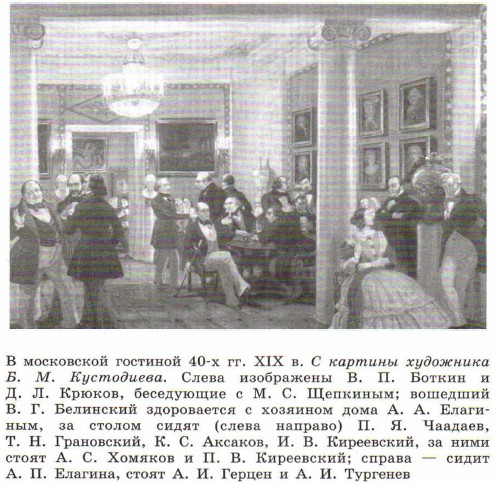 В московской гостиной 40-х гг. XIX в. С картины художника
Б. М. Кустодиева. Слева изображены В. П. Боткин и
Д. Л. Крюков, беседующие с М. С. Щепкиным; вошедший
В. Г. Белинский здоровается с хозяином дома А. А. Елаги-
ным, за столом сидят (слева направо) П. Я. Чаадаев,
Т. Н. Грановский, К. С. Аксаков, И. В. Киреевский, за ними
стоят А. С. Хомяков и П. В. Киреевский; справа — сидит
А. П. Елагина, стоят А. И. Герцен и А. И. Тургенев